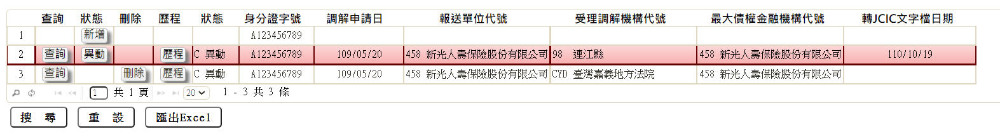 查詢 狀態 刪除 歷程 狀態 身分證字號 調解申請日 報送單位代號 受理調解機構代號 最大債權金融機構代號 轉JCIC文字檔日期
1 新增 A123456789
2 查詢 異動 歷程 C 異動 A123456789 109/05/20 458 新光人壽保險股份有限公司 98 連江縣 458 新光人壽保險股份有限公司 110/10/19
3 查詢 刪除 歷程 C 異動 A123456789 109/05/20 458 新光人壽保險股份有限公司 CYD 臺灣嘉義地方法院 458 新光人壽保險股份有限公司
1 共 1 頁 20 1 - 3 共 3 條
搜 尋 重 設 匯出Excel